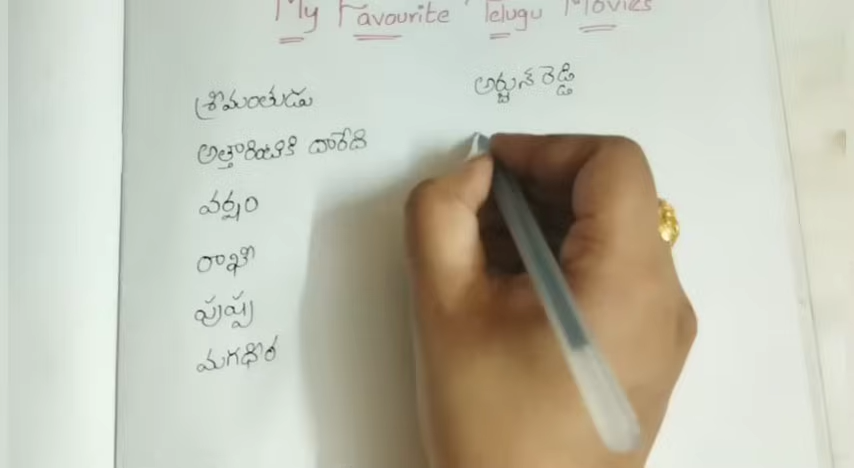 My Favourite Telugu Movies
శ్రీమంతుడు
అత్తారింటికి దారేది
వర్షం
రాఖీ
పుష్ప
మగధీర
అర్జున్ రెడ్డి